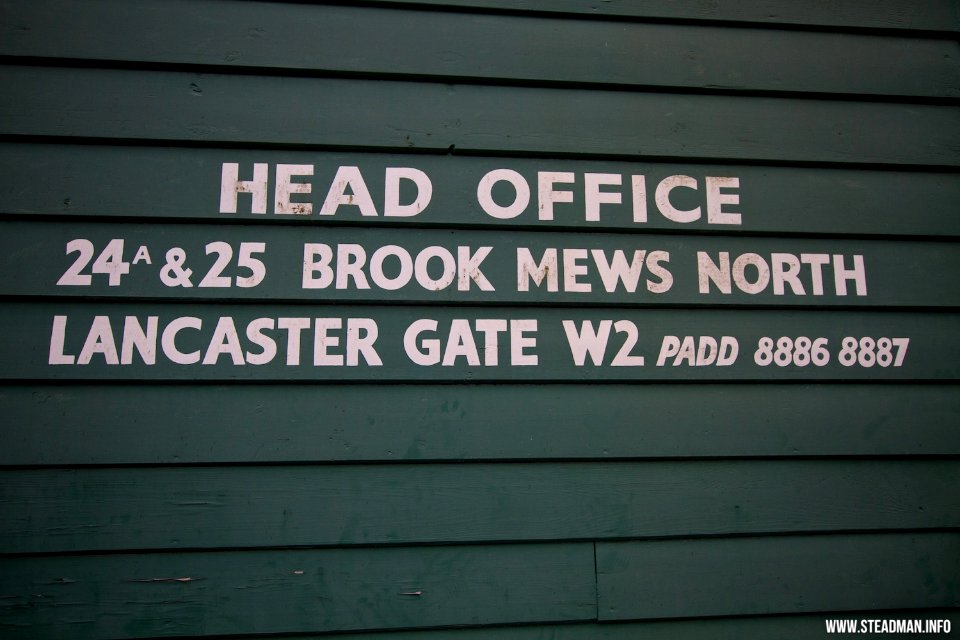 HEAD OFFICE
24A & 25 BROOK MEWS NORTH
LANCASTER GATE W2 PADD 8886 8887
WWW.STEADMAN.INFO